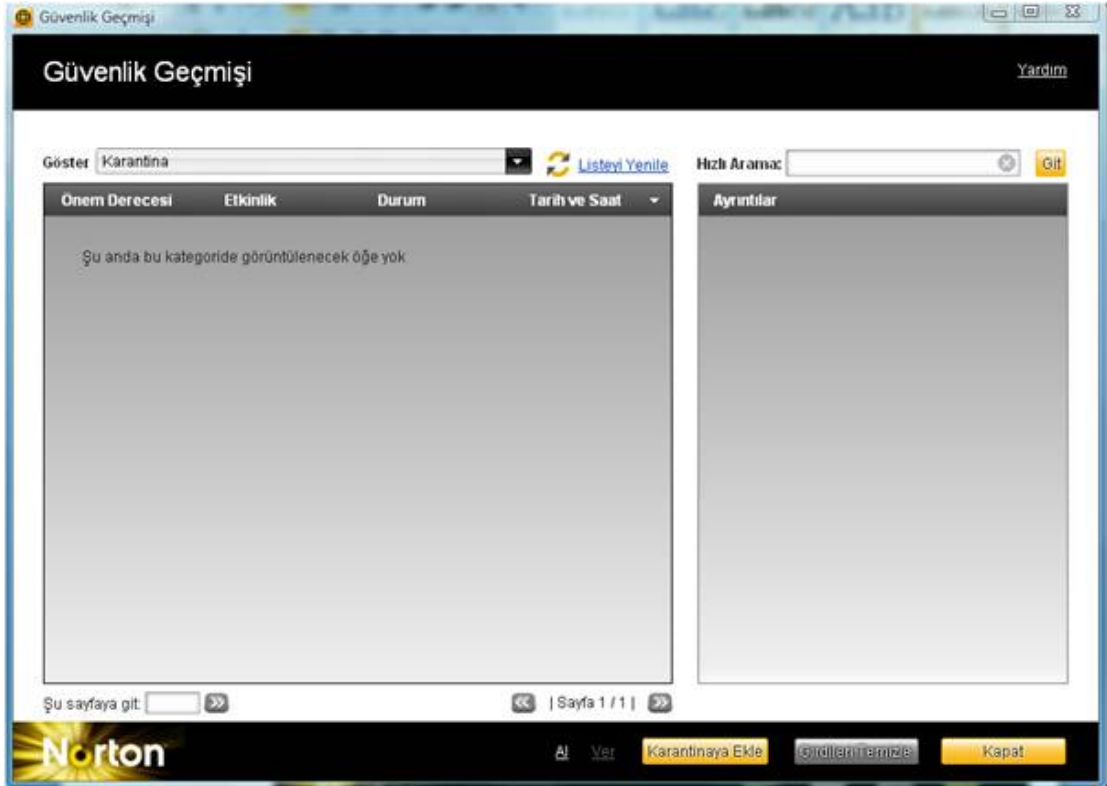 Güvenlik Geçmişi
Güvenlik Geçmişi
Yardım
Göster Karantina Listeyi Yenile Hızlı Arama: Git
Önem Derecesi Etkinlik Durum Tarih ve Saat Ayrıntılar
Şu anda bu kategoride görüntülenecek öğe yok
Şu sayfaya git: | Sayfa 1 / 1 |
Norton Al Ver Karantinaya Ekle Girdileri Temizle Kapat